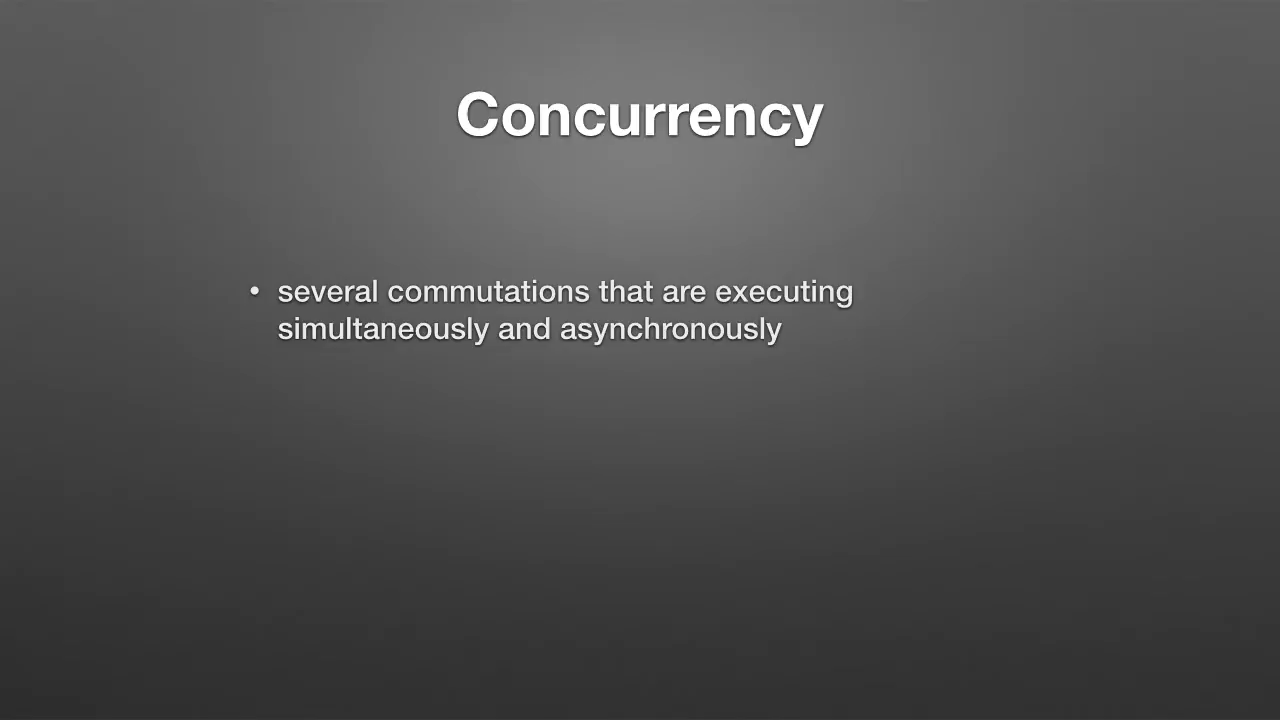 Concurrency
• several commutations that are executing
simultaneously and asynchronously